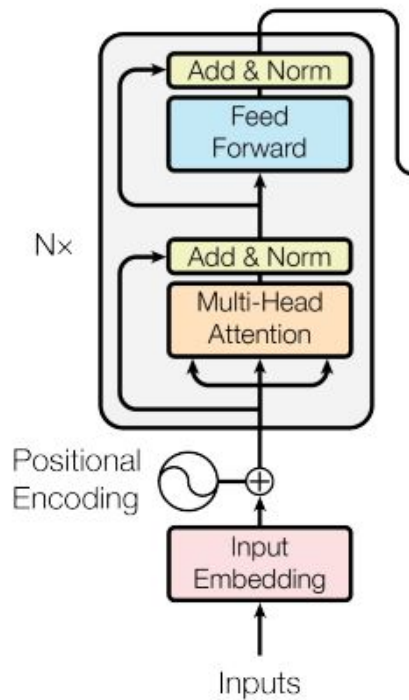 Add & Norm
Feed
Forward
Nx
Add & Norm
Multi-Head
Attention
Positional
Encoding
Input
Embedding
Inputs